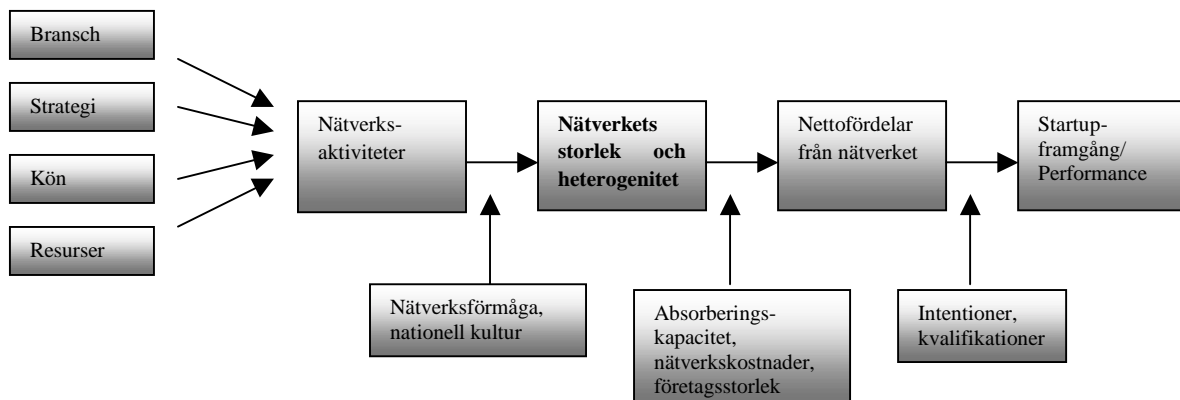 Bransch
Strategi
Kön
Resurser
Nätverks-
aktiviteter
Nätverkets
storlek och
heterogenitet
Nettofördelar
från nätverket
Startup-
framgång/
Performance
Nätverksförmåga,
nationell kultur
Absorberings-
kapacitet,
nätverkskostnader,
företagsstorlek
Intentioner,
kvalifikationer